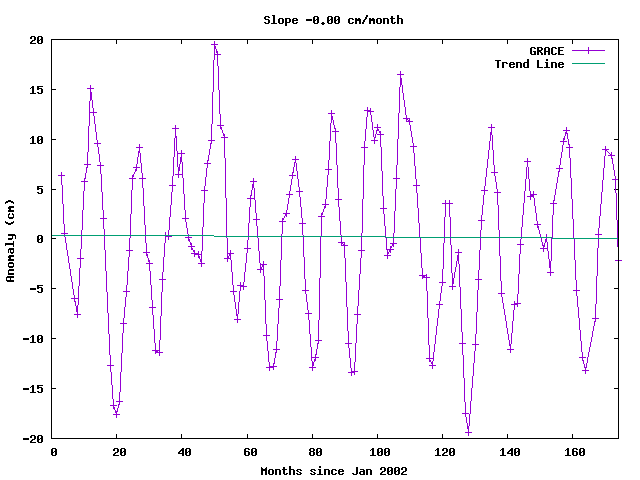 Slope -0.00 cm/month
GRACE
Trend Line
20
15
10
5
0
-5
-10
-15
-20
Anomaly (cm)
0 20 40 60 80 100 120 140 160
Months since Jan 2002